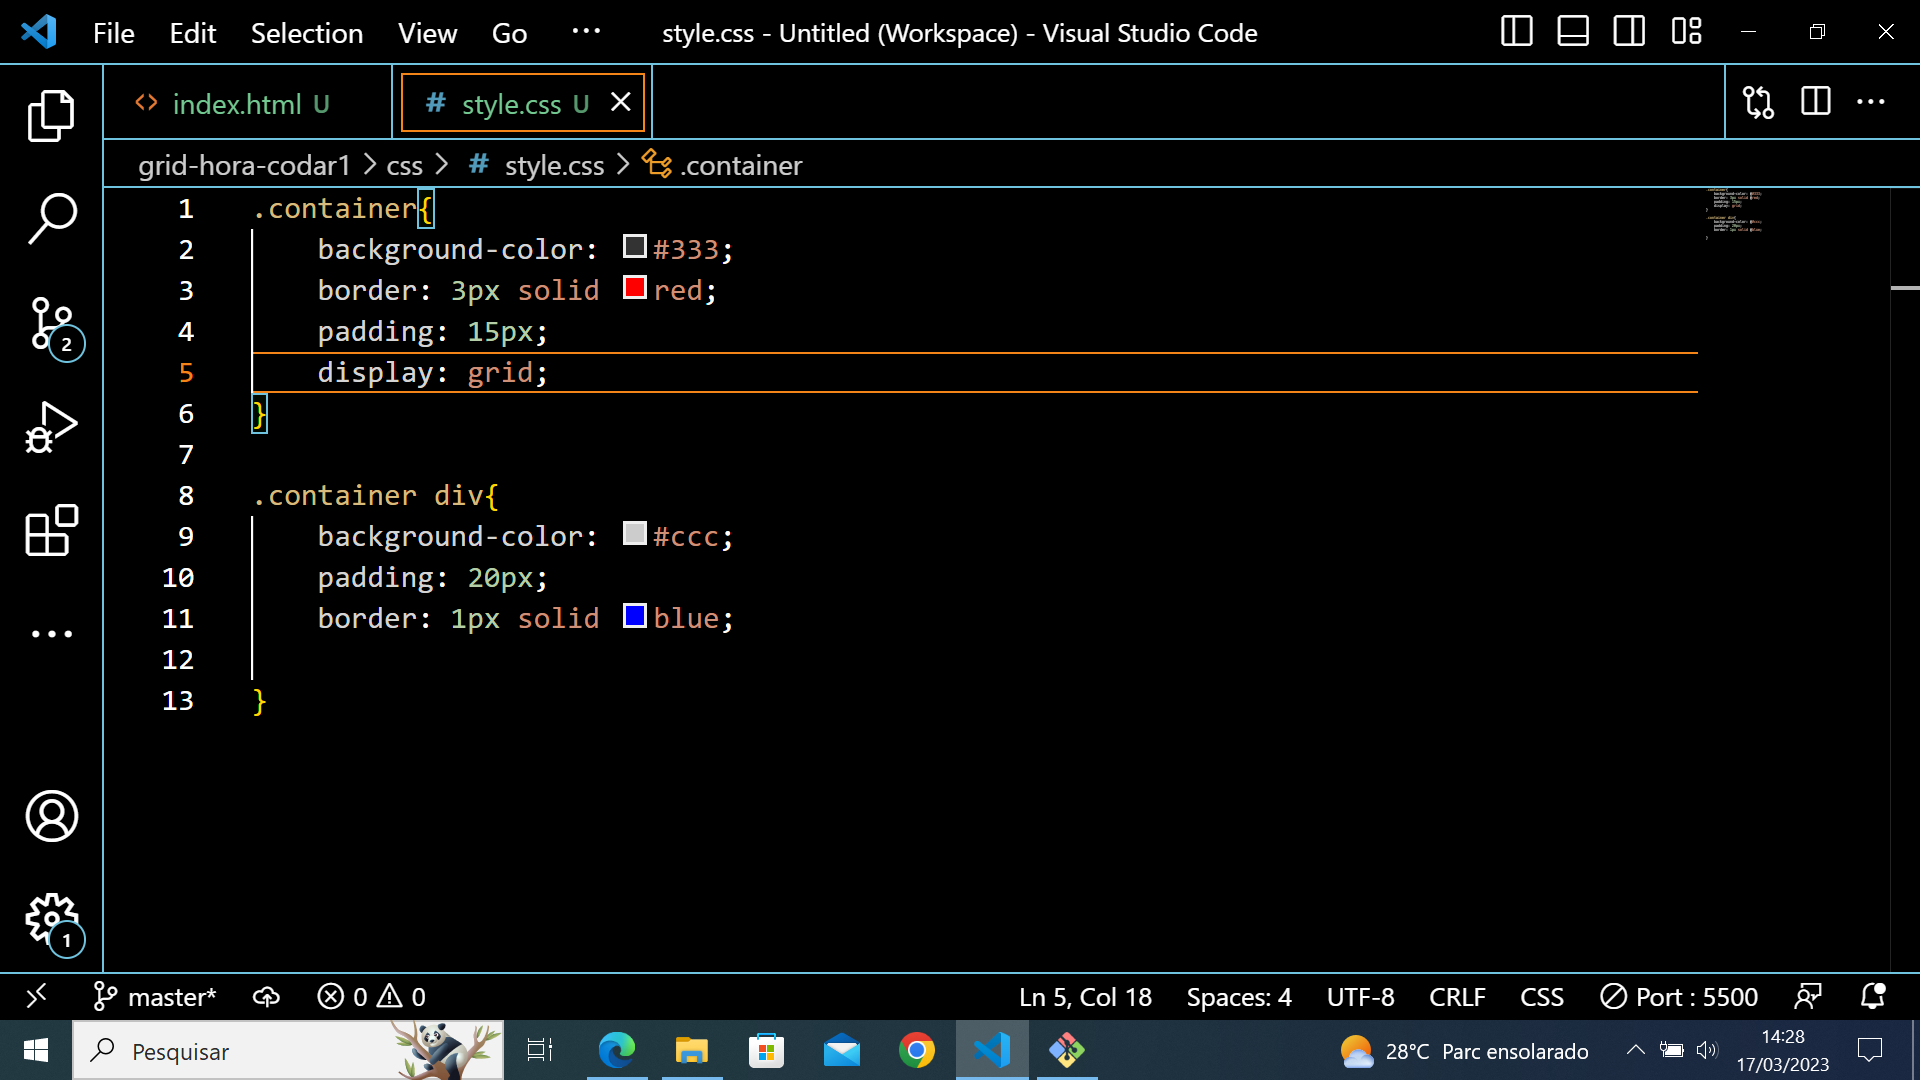 File Edit Selection View Go ··· style.css - Untitled (Workspace) - Visual Studio Code
<> index.html U # style.css U
grid-hora-codar1 > css > # style.css > .container
1 .container{
2 background-color: #333;
3 border: 3px solid red;
4 padding: 15px;
5 display: grid;
6 }
7
8 .container div{
9 background-color: #ccc;
10 padding: 20px;
11 border: 1px solid blue;
12
13 }
2
1
master* 0 0 Ln 5, Col 18 Spaces: 4 UTF-8 CRLF CSS Port : 5500
Pesquisar 28°C Parc ensolarado 14:28
17/03/2023